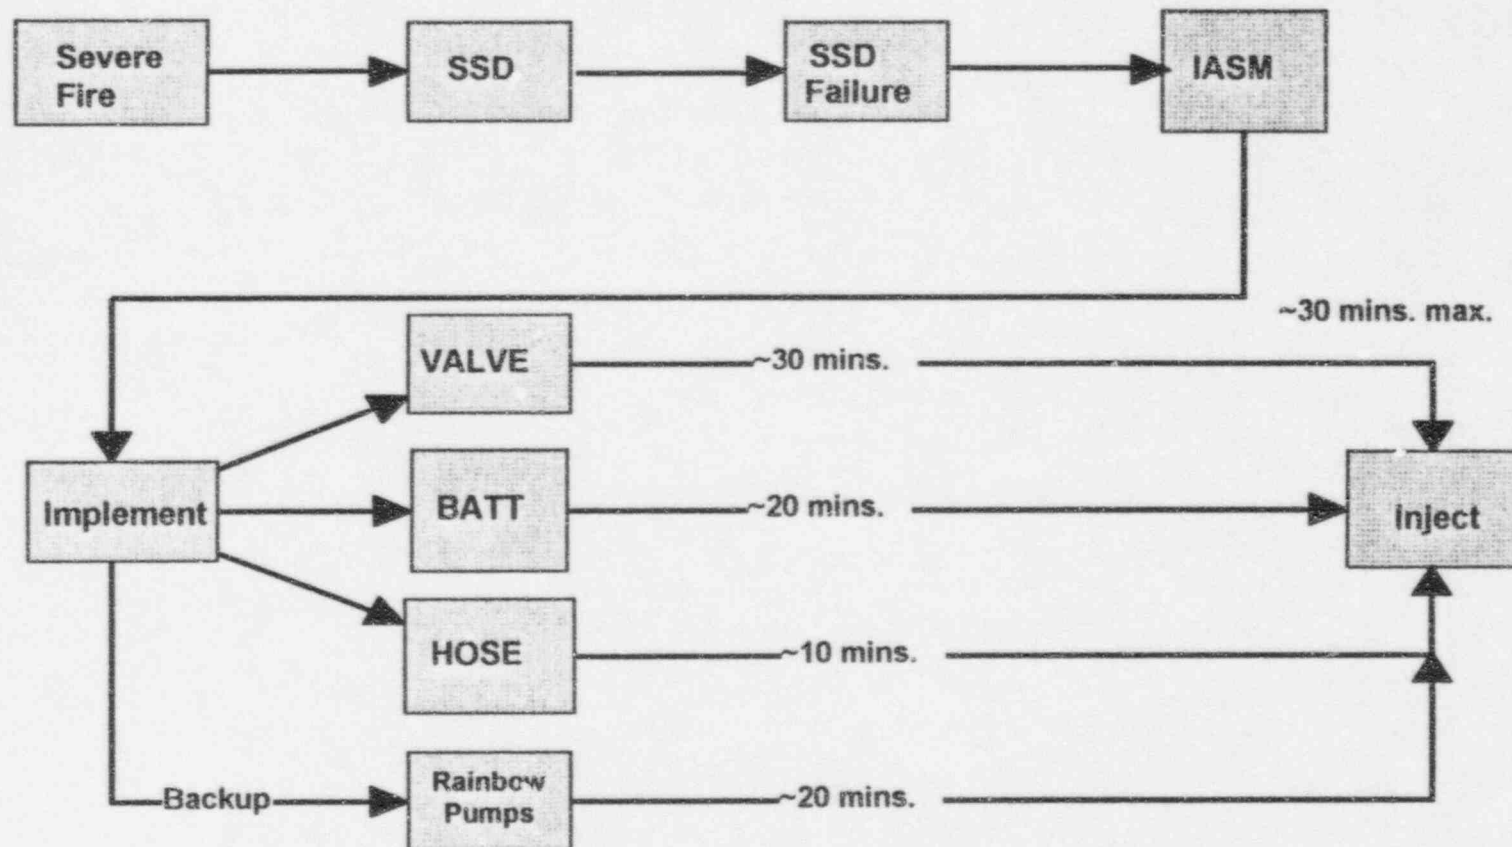 Severe
Fire
SSD
SSD
Failure
IASM
~30 mins. max.
VALVE
~30 mins.
Implement
BATT
~20 mins.
Inject
HOSE
~10 mins.
Backup
Rainbow
Pumps
~20 mins.